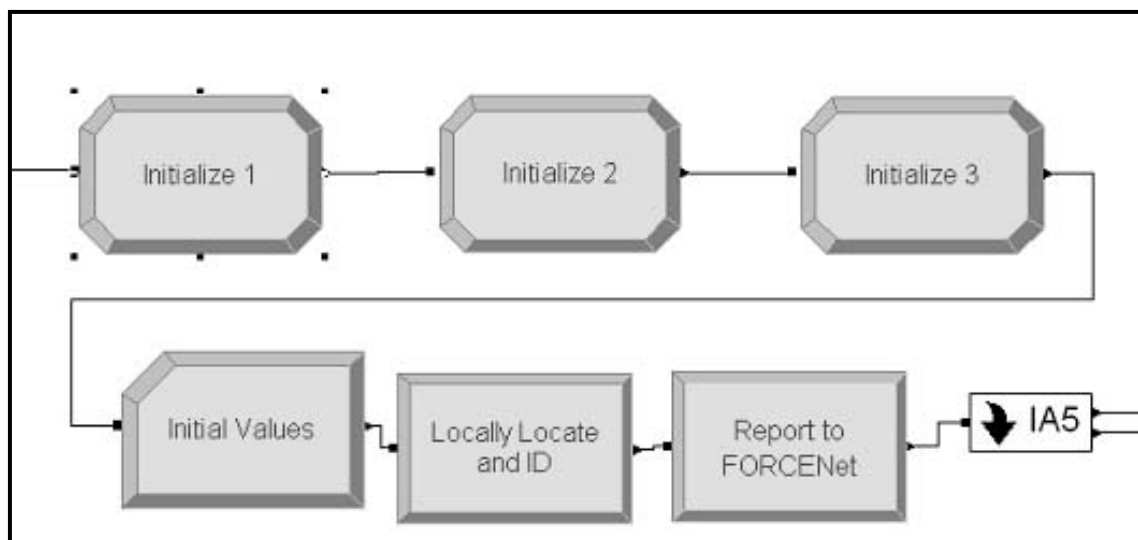 Initialize 1
Initialize 2
Initialize 3
Initial Values
Locally Locate
and ID
Report to
FORCENet
IA5